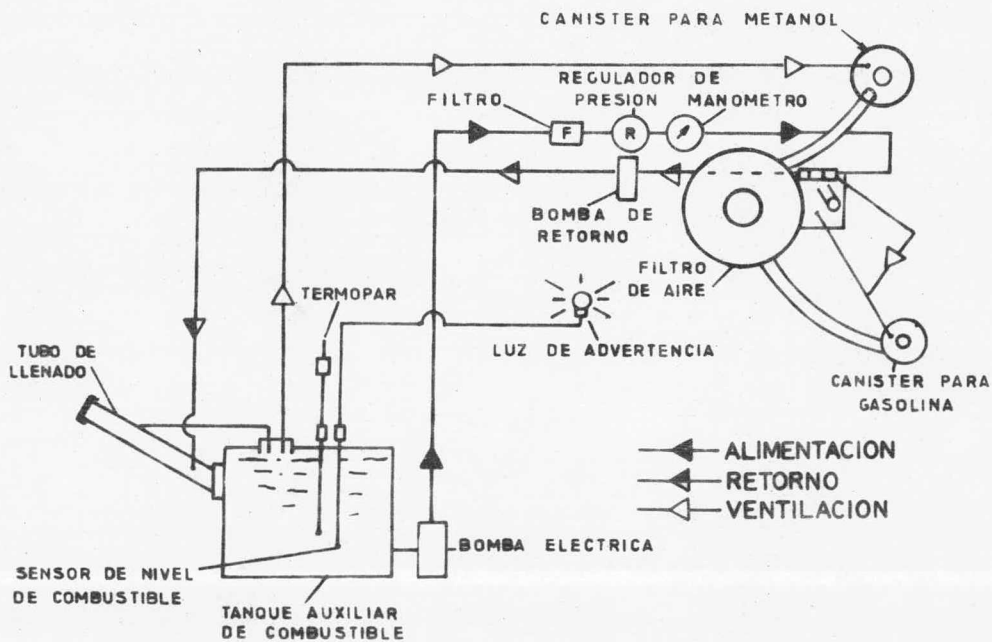 CANISTER PARA METANOL
REGULADOR DE
PRESION
MANOMETRO
FILTRO
F
R
BOMBA DE
RETORNO
FILTRO
DE AIRE
TERMOPAR
LUZ DE ADVERTENCIA
TUBO DE
LLENADO
CANISTER PARA
GASOLINA
ALIMENTACION
RETORNO
VENTILACION
BOMBA ELECTRICA
SENSOR DE NIVEL
DE COMBUSTIBLE
TANQUE AUXILIAR
DE COMBUSTIBLE